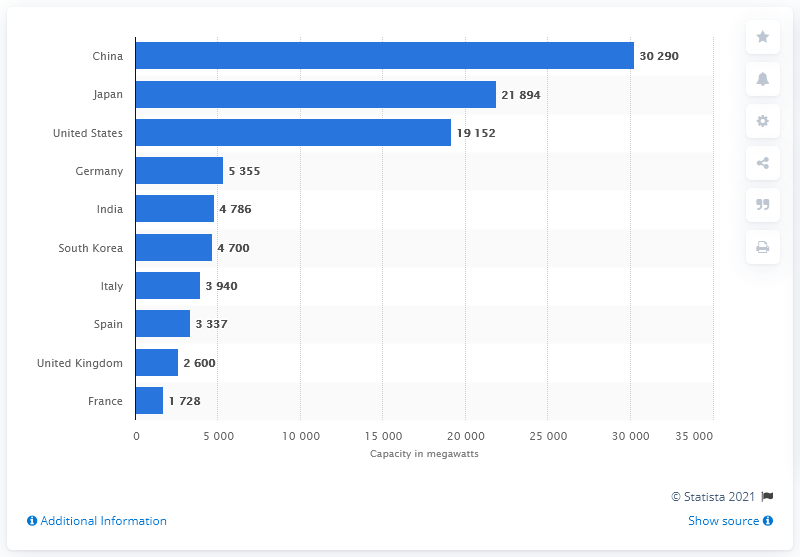 China 30 290
Japan 21 894
United States 19 152
Germany 5 355
India 4 786
South Korea 4 700
Italy 3 940
Spain 3 337
United Kingdom 2 600
France 1 728
0 5 000 10 000 15 000 20 000 25 000 30 000 35 000
Capacity in megawatts
© Statista 2021
Additional Information Show source